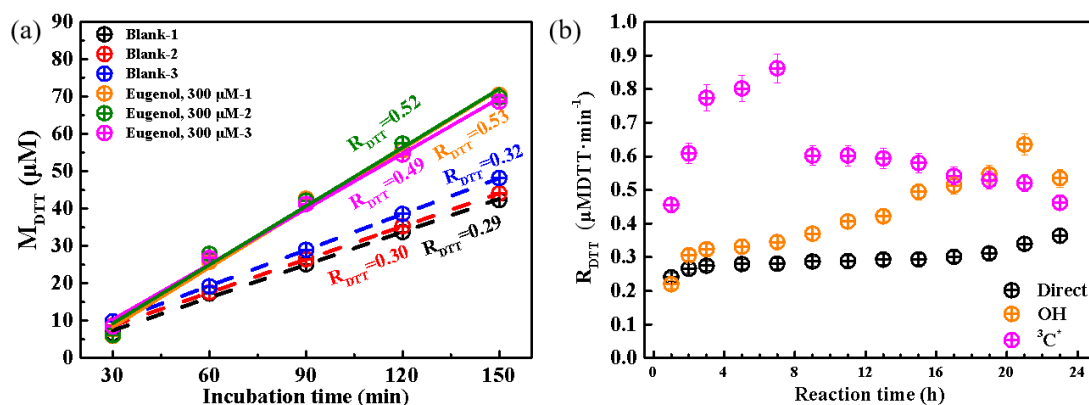 (a)
M_DTT (μM)
90
80
70
60
50
40
30
20
10
0
Blank-1
Blank-2
Blank-3
Eugenol, 300 μM-1
Eugenol, 300 μM-2
Eugenol, 300 μM-3
R_DTT=0.52
R_DTT=0.53
R_DTT=0.49
R_DTT=0.32
R_DTT=0.30
R_DTT=0.29
30 60 90 120 150
Incubation time (min)
(b)
R_DTT (μMDTT·min⁻¹)
1.0
0.9
0.8
0.7
0.6
0.5
0.4
0.3
0.2
0.1
0.0
Direct
OH
³C*
0 4 8 12 16 20 24
Reaction time (h)